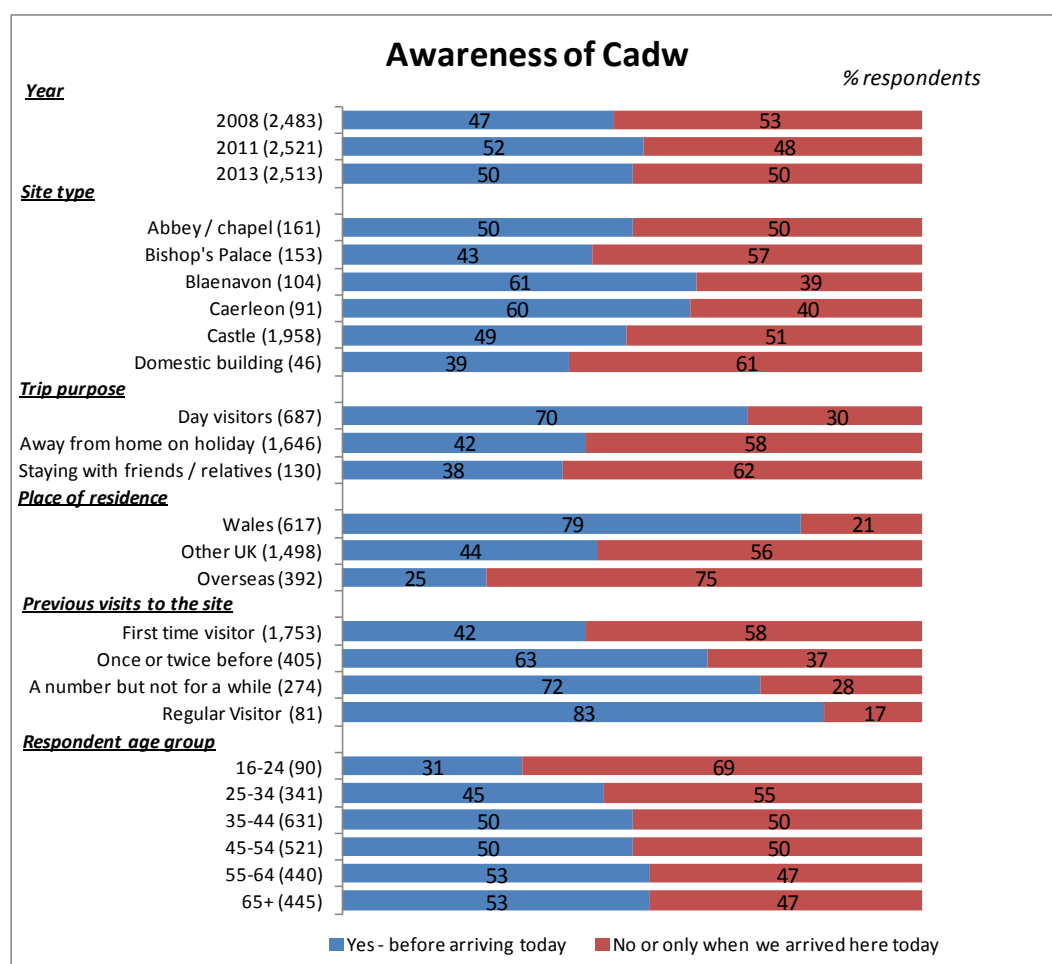 Awareness of Cadw
% respondents
Year
2008 (2,483) 47 53
2011 (2,521) 52 48
2013 (2,513) 50 50
Site type
Abbey / chapel (161) 50 50
Bishop's Palace (153) 43 57
Blaenavon (104) 61 39
Caerleon (91) 60 40
Castle (1,958) 49 51
Domestic building (46) 39 61
Trip purpose
Day visitors (687) 70 30
Away from home on holiday (1,646) 42 58
Staying with friends / relatives (130) 38 62
Place of residence
Wales (617) 79 21
Other UK (1,498) 44 56
Overseas (392) 25 75
Previous visits to the site
First time visitor (1,753) 42 58
Once or twice before (405) 63 37
A number but not for a while (274) 72 28
Regular Visitor (81) 83 17
Respondent age group
16-24 (90) 31 69
25-34 (341) 45 55
35-44 (631) 50 50
45-54 (521) 50 50
55-64 (440) 53 47
65+ (445) 53 47
Yes - before arriving today No or only when we arrived here today